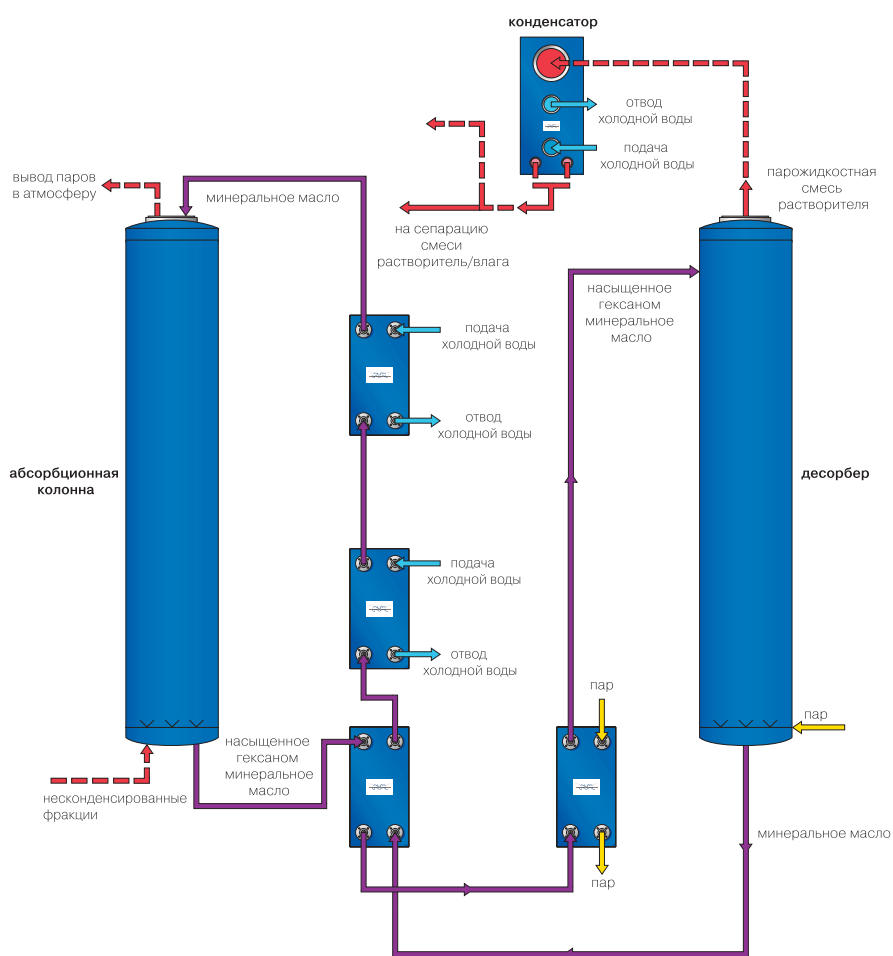 конденсатор
отвод
холодной воды
подача
холодной воды
вывод паров
в атмосферу
минеральное масло
парожидкостная
смесь
растворителя
на сепарацию
смеси
растворитель/влага
насыщенное
гексаном
минеральное
масло
подача
холодной воды
отвод
холодной воды
абсорбционная
колонна
десорбер
подача
холодной воды
отвод
холодной воды
пар
пар
насыщенное
гексаном
минеральное
масло
несконденсированные
фракции
минеральное масло
пар